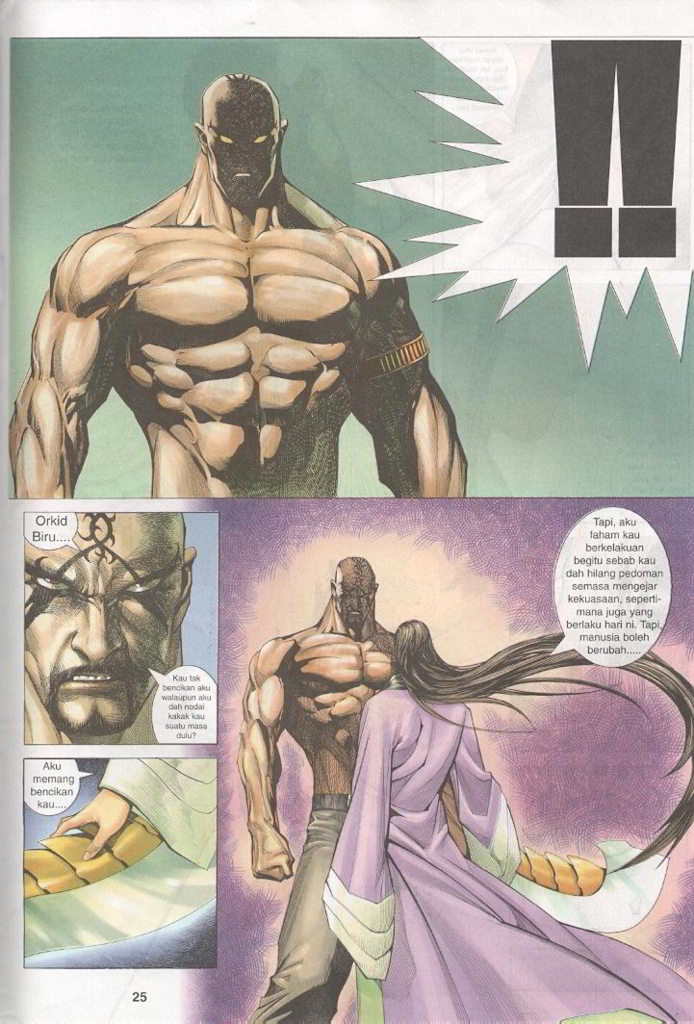 !!
Orkid
Biru....
Kau tak
bencikan aku
walaupun aku
dah nodai
kakak kau
suatu masa
dulu?
Aku
memang
bencikan
kau....
Tapi, aku
faham kau
berkelakuan
begitu sebab kau
dah hilang pedoman
semasa mengejar
kekuasaan, seperti-
mana juga yang
berlaku hari ni. Tapi,
manusia boleh
berubah.....
25